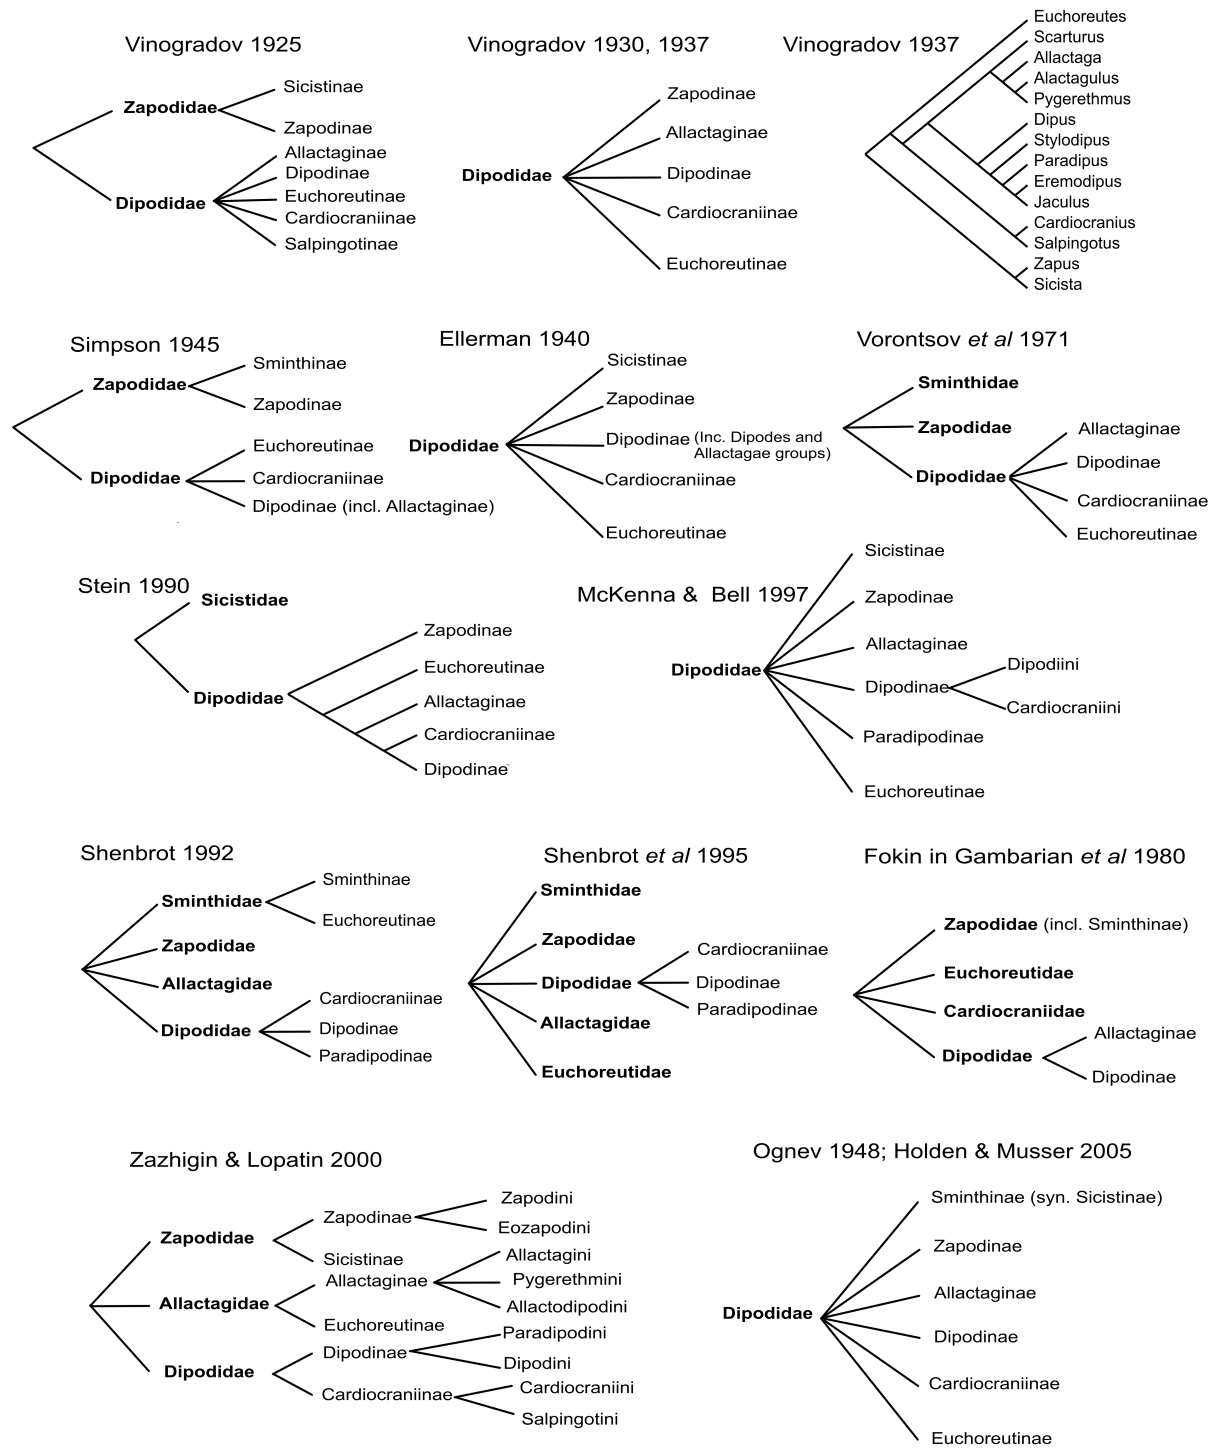 Vinogradov 1925
Zapodidae
Sicistinae
Zapodinae
Dipodidae
Allactaginae
Dipodinae
Euchoreutinae
Cardiocraniinae
Salpingotinae
Vinogradov 1930, 1937
Dipodidae
Zapodinae
Allactaginae
Dipodinae
Cardiocraniinae
Euchoreutinae
Vinogradov 1937
Euchoreutes
Scarturus
Allactaga
Alactagulus
Pygerethmus
Dipus
Stylodipus
Paradipus
Eremodipus
Jaculus
Cardiocranius
Salpingotus
Zapus
Sicista
Simpson 1945
Zapodidae
Sminthinae
Zapodinae
Dipodidae
Euchoreutinae
Cardiocraniinae
Dipodinae (incl. Allactaginae)
Ellerman 1940
Dipodidae
Sicistinae
Zapodinae
Dipodinae (Inc. Dipodes and
Allactagae groups)
Cardiocraniinae
Euchoreutinae
Vorontsov et al 1971
Sminthidae
Zapodidae
Dipodidae
Allactaginae
Dipodinae
Cardiocraniinae
Euchoreutinae
Stein 1990
Sicistidae
Dipodidae
Zapodinae
Euchoreutinae
Allactaginae
Cardiocraniinae
Dipodinae
McKenna & Bell 1997
Dipodidae
Sicistinae
Zapodinae
Allactaginae
Dipodinae
Dipodiini
Cardiocraniini
Paradipodinae
Euchoreutinae
Shenbrot 1992
Sminthidae
Sminthinae
Euchoreutinae
Zapodidae
Allactagidae
Dipodidae
Cardiocraniinae
Dipodinae
Paradipodinae
Shenbrot et al 1995
Sminthidae
Zapodidae
Dipodidae
Cardiocraniinae
Dipodinae
Paradipodinae
Allactagidae
Euchoreutidae
Fokin in Gambarian et al 1980
Zapodidae (incl. Sminthinae)
Euchoreutidae
Cardiocraniidae
Dipodidae
Allactaginae
Dipodinae
Zazhigin & Lopatin 2000
Zapodidae
Zapodinae
Zapodini
Eozapodini
Sicistinae
Allactagidae
Allactaginae
Allactagini
Pygerethmini
Allactodipodini
Euchoreutinae
Dipodidae
Dipodinae
Paradipodini
Dipodini
Cardiocraniinae
Cardiocraniini
Salpingotini
Ognev 1948; Holden & Musser 2005
Dipodidae
Sminthinae (syn. Sicistinae)
Zapodinae
Allactaginae
Dipodinae
Cardiocraniinae
Euchoreutinae